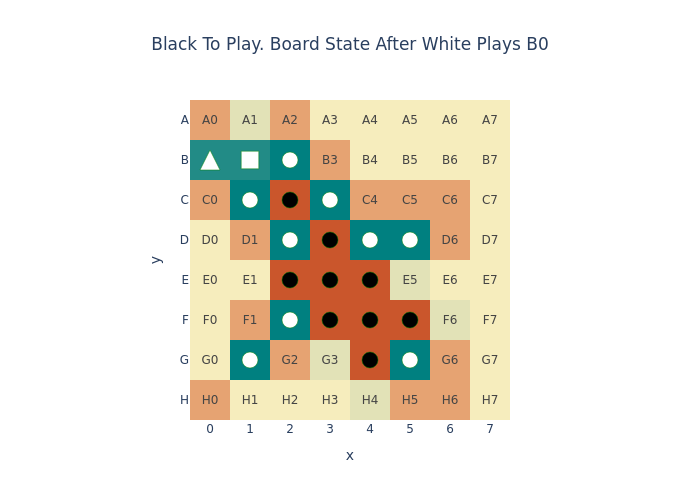 Black To Play. Board State After White Plays B0
A A0 A1 A2 A3 A4 A5 A6 A7
B B3 B4 B5 B6 B7
C C0 C4 C5 C6 C7
D D0 D1 D6 D7
E E0 E1 E5 E6 E7
F F0 F1 F6 F7
G G0 G2 G3 G6 G7
H H0 H1 H2 H3 H4 H5 H6 H7
0 1 2 3 4 5 6 7
x
y